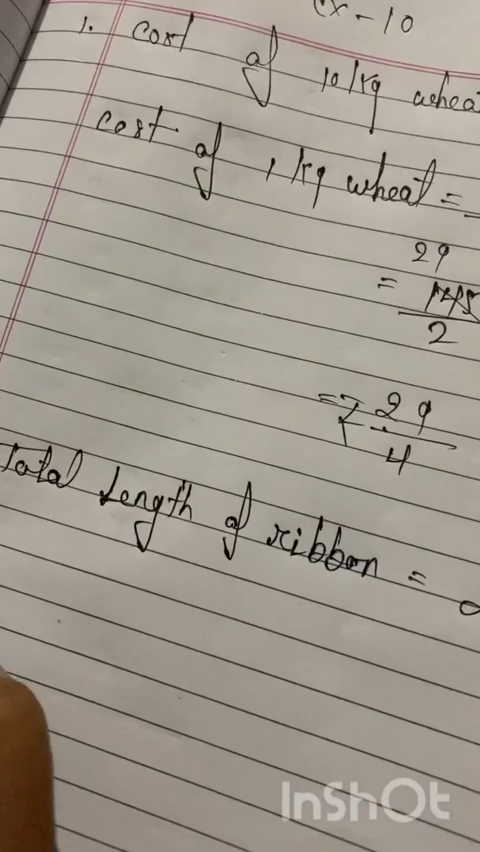 Ex-10
1. Cost of 10 kg wheat
Cost of 1 kg wheat =
29
= 145
2
= ₹ 29
4
Total Length of ribbon =
InShOt